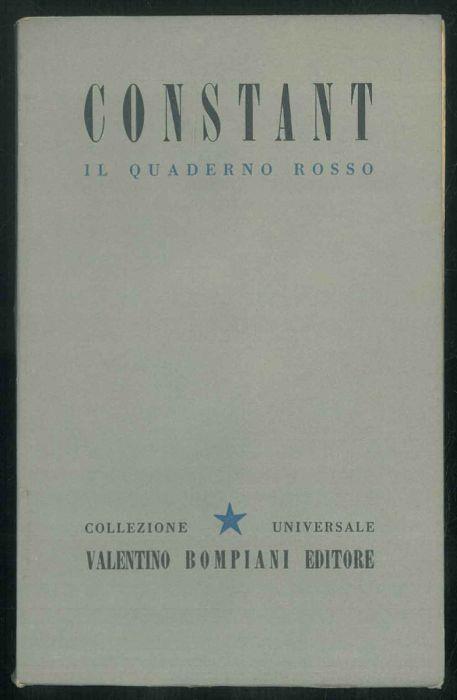 CONSTANT
IL QUADERNO ROSSO
COLLEZIONE UNIVERSALE
VALENTINO BOMPIANI EDITORE